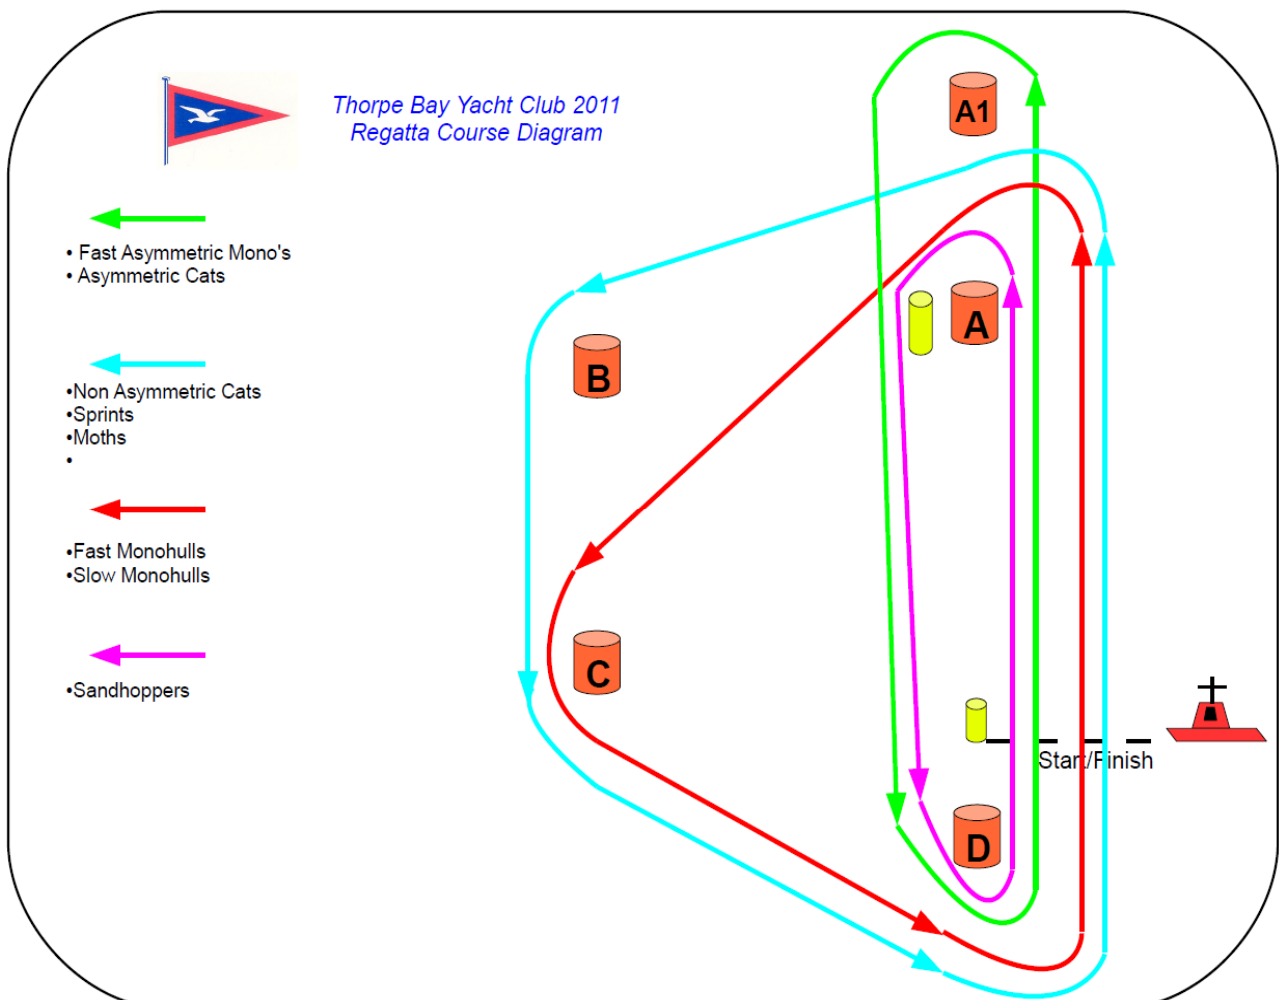 Thorpe Bay Yacht Club 2011
Regatta Course Diagram
A1
• Fast Asymmetric Mono's
• Asymmetric Cats
A
B
•Non Asymmetric Cats
•Sprints
•Moths
•
•Fast Monohulls
•Slow Monohulls
C
•Sandhoppers
Start/Finish
D